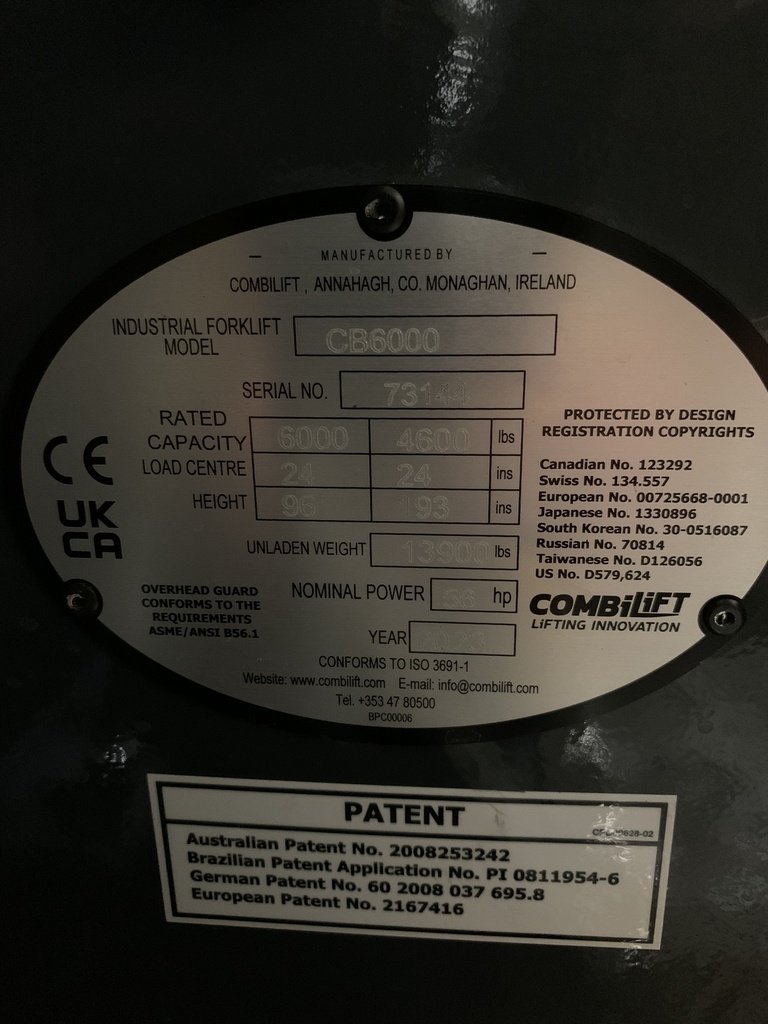 MANUFACTURED BY
COMBILIFT , ANNAHAGH, CO. MONAGHAN, IRELAND
INDUSTRIAL FORKLIFT MODEL CB6000
SERIAL NO. 73144
RATED CAPACITY 6000 4600 lbs
LOAD CENTRE 24 24 ins
HEIGHT 96 193 ins
UNLADEN WEIGHT 13900 lbs
NOMINAL POWER hp
YEAR
CONFORMS TO ISO 3691-1
Website: www.combilift.com E-mail: info@combilift.com
Tel. +353 47 80500
BPC00006
CE
UK
CA
OVERHEAD GUARD
CONFORMS TO THE
REQUIREMENTS
ASME/ANSI B56.1
PROTECTED BY DESIGN
REGISTRATION COPYRIGHTS
Canadian No. 123292
Swiss No. 134.557
European No. 00725668-0001
Japanese No. 1330896
South Korean No. 30-0516087
Russian No. 70814
Taiwanese No. D126056
US No. D579,624
COMBiLiFT
LiFTING INNOVATION
PATENT
Australian Patent No. 2008253242
Brazilian Patent Application No. PI 0811954-6
German Patent No. 60 2008 037 695.8
European Patent No. 2167416